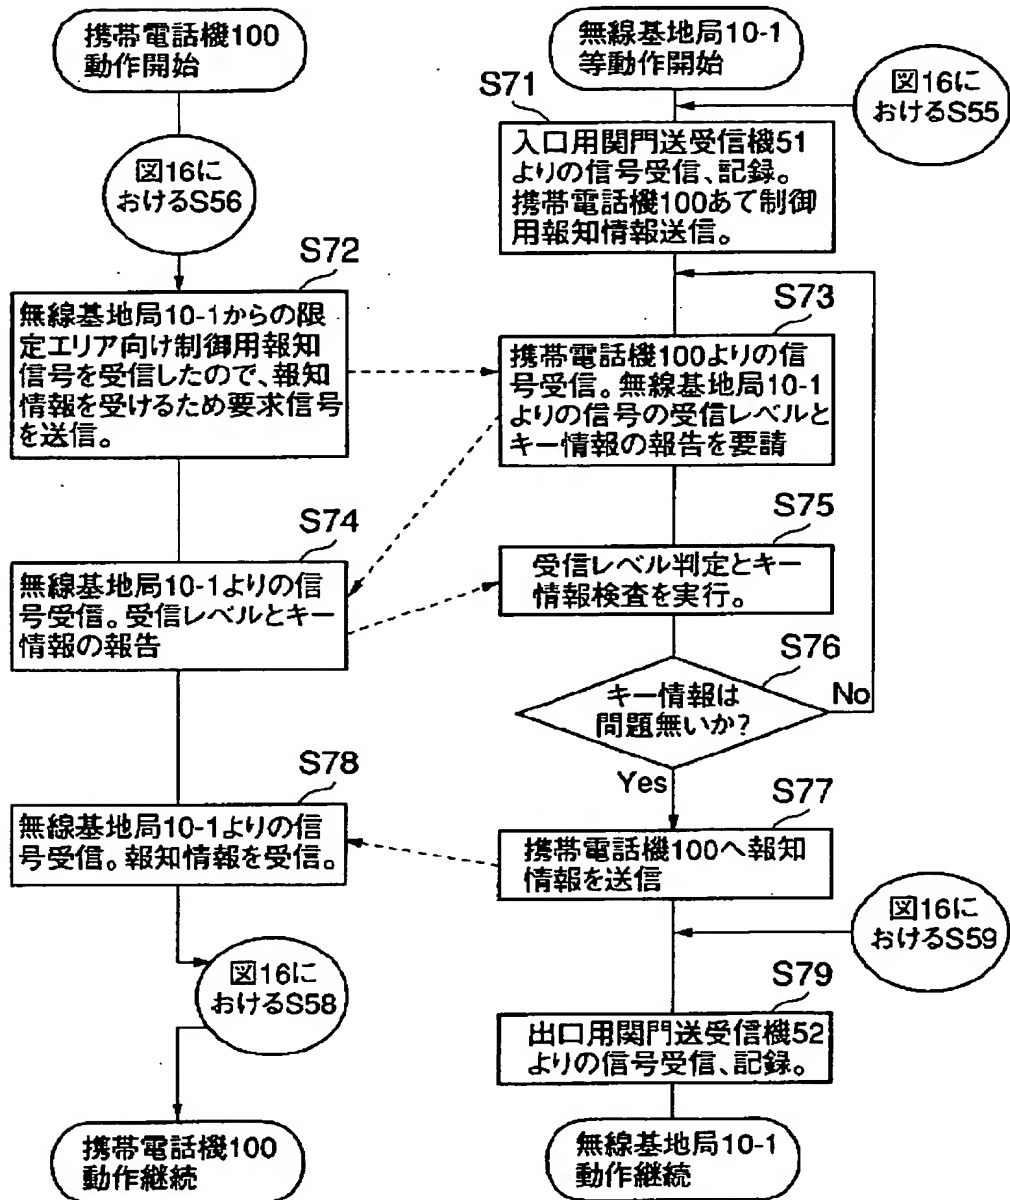 携帯電話機100
動作開始
図16に
おけるS56
S72
無線基地局10-1からの限
定エリア向け制御用報知
信号を受信したので、報知
情報を受けるため要求信号
を送信。
S74
無線基地局10-1よりの信
号受信。受信レベルとキー
情報の報告
S78
無線基地局10-1よりの信
号受信。報知情報を受信。
図16に
おけるS58
携帯電話機100
動作継続
無線基地局10-1
等動作開始
図16に
おけるS55
S71
入口用関門送受信機51
よりの信号受信、記録。
携帯電話機100あて制御
用報知情報送信。
S73
携帯電話機100よりの信
号受信。無線基地局10-1
よりの信号の受信レベルと
キー情報の報告を要請
S75
受信レベル判定とキー
情報検査を実行。
S76
キー情報は
問題無いか?
No
Yes
S77
携帯電話機100へ報知
情報を送信
図16に
おけるS59
S79
出口用関門送受信機52
よりの信号受信、記録。
無線基地局10-1
動作継続